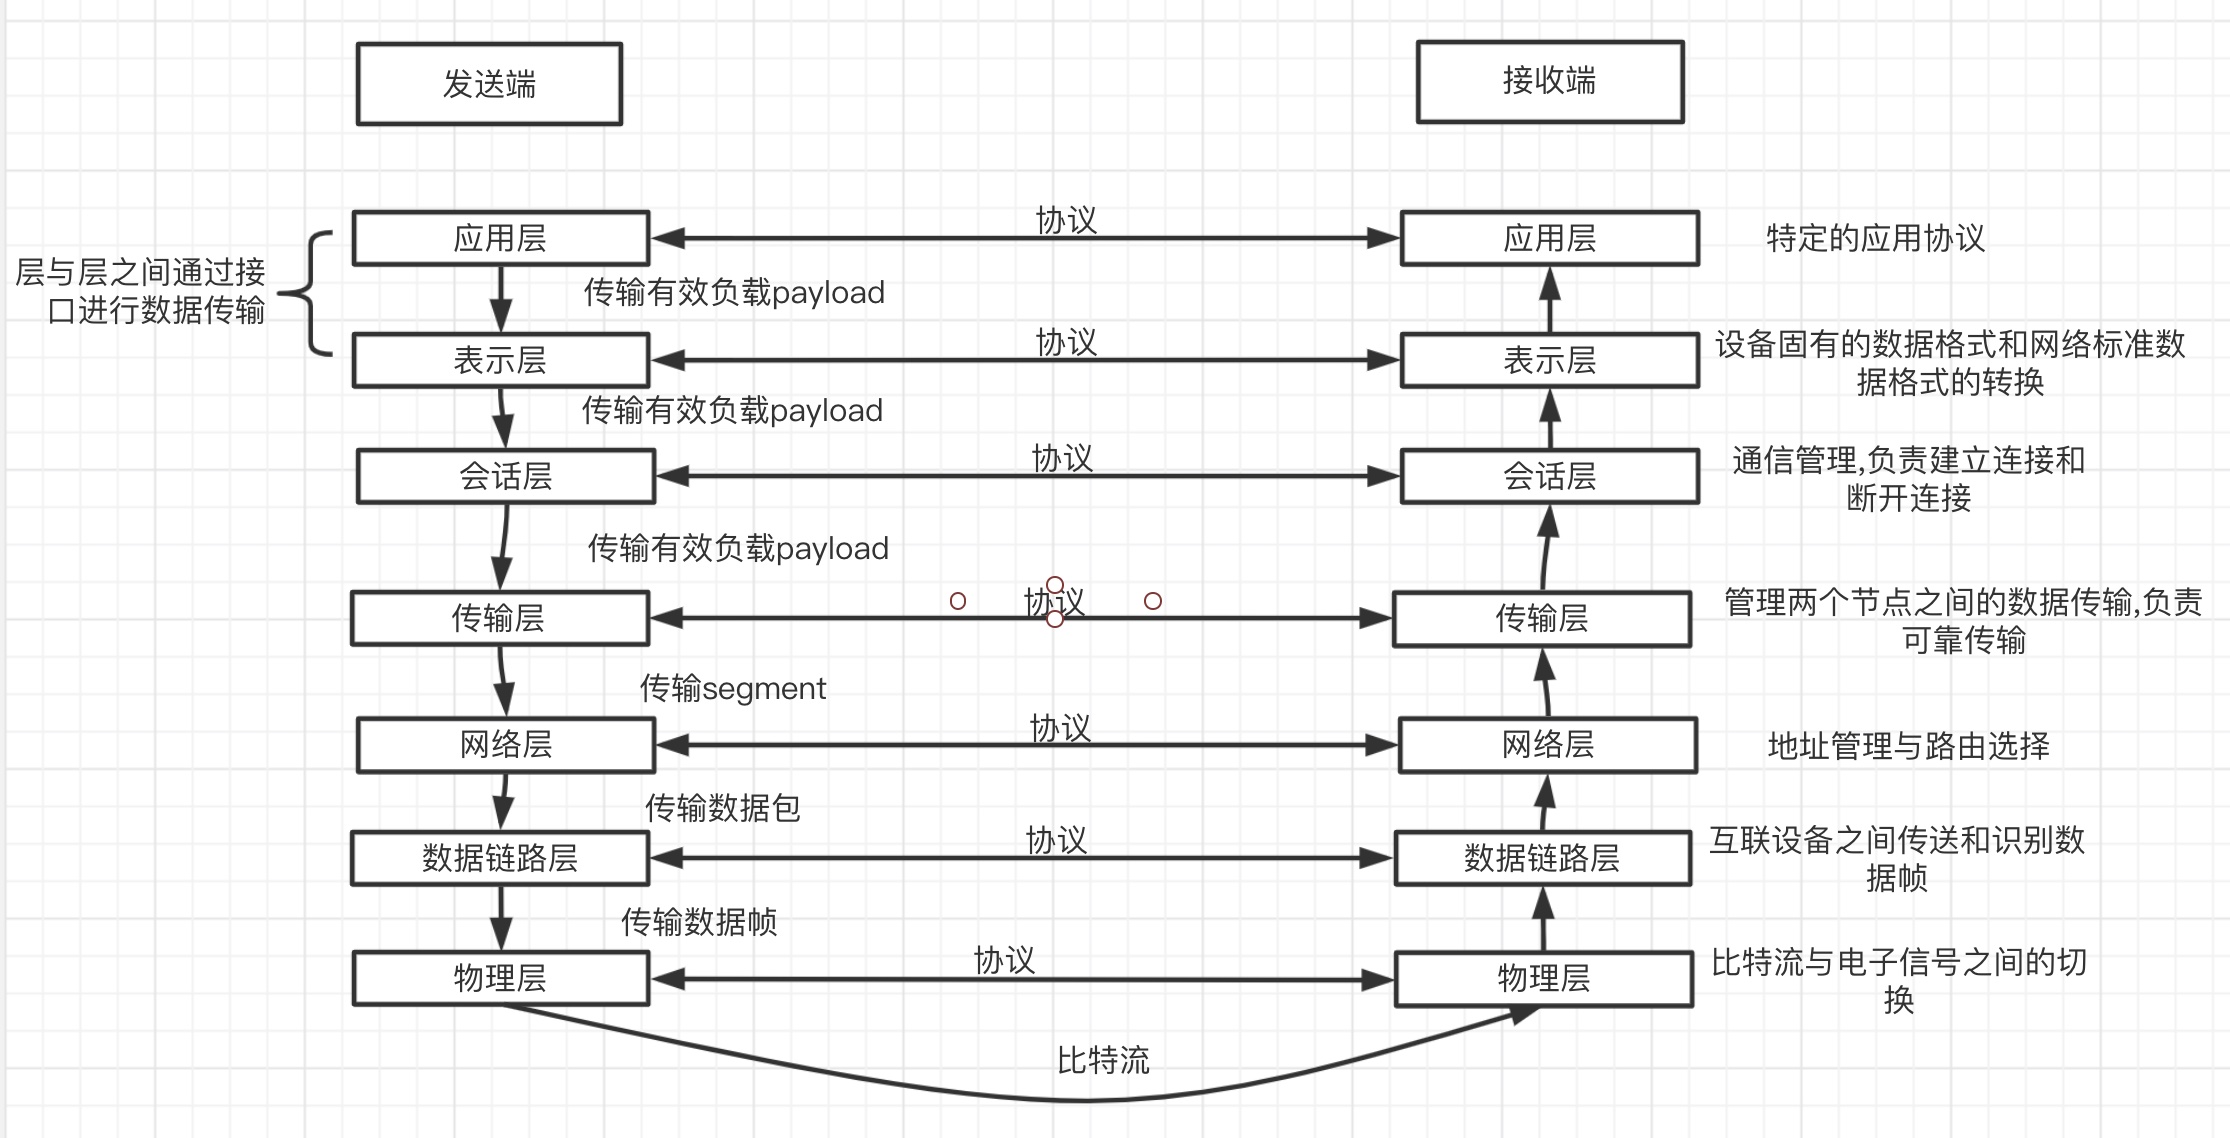 发送端
接收端
应用层
协议
应用层
特定的应用协议
层与层之间通过接
口进行数据传输
传输有效负载payload
表示层
协议
表示层
设备固有的数据格式和网络标准数
据格式的转换
传输有效负载payload
会话层
协议
会话层
通信管理,负责建立连接和
断开连接
传输有效负载payload
传输层
协议
传输层
管理两个节点之间的数据传输,负责
可靠传输
传输segment
网络层
协议
网络层
地址管理与路由选择
传输数据包
数据链路层
协议
数据链路层
互联设备之间传送和识别数
据帧
传输数据帧
物理层
协议
物理层
比特流与电子信号之间的切
换
比特流